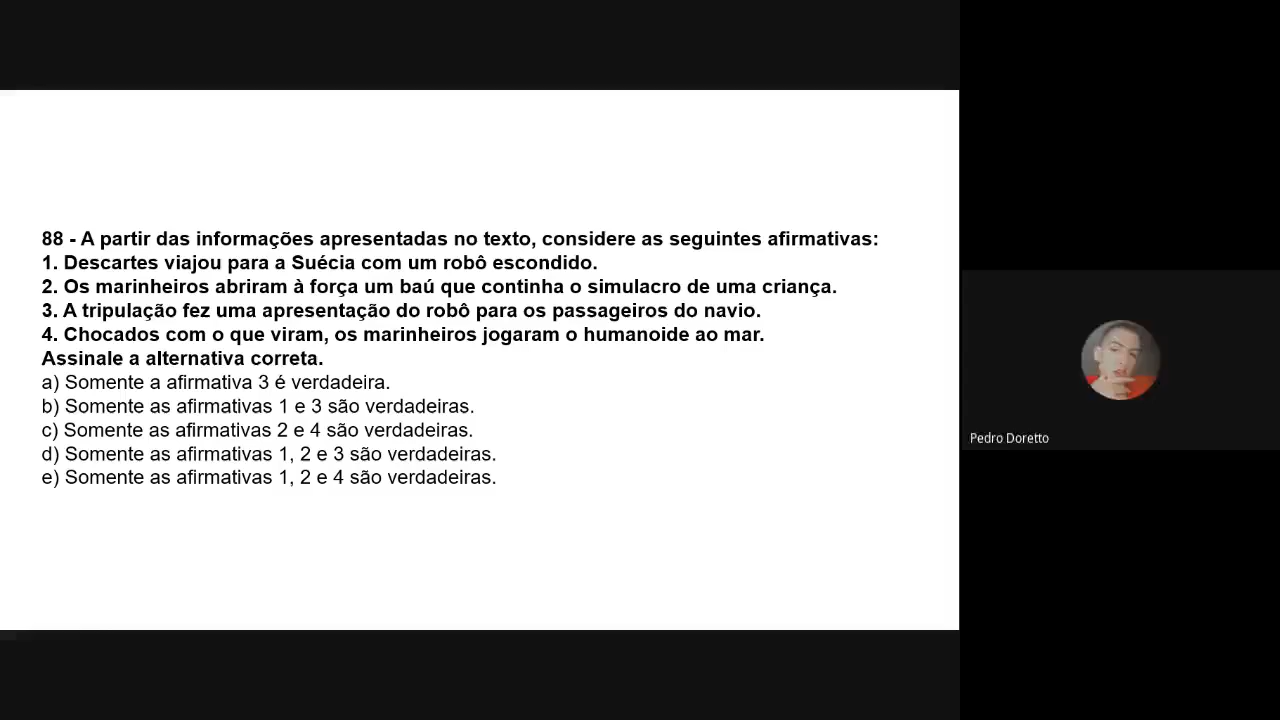 88 - A partir das informações apresentadas no texto, considere as seguintes afirmativas:
1. Descartes viajou para a Suécia com um robô escondido.
2. Os marinheiros abriram à força um baú que continha o simulacro de uma criança.
3. A tripulação fez uma apresentação do robô para os passageiros do navio.
4. Chocados com o que viram, os marinheiros jogaram o humanoide ao mar.
Assinale a alternativa correta.
a) Somente a afirmativa 3 é verdadeira.
b) Somente as afirmativas 1 e 3 são verdadeiras.
c) Somente as afirmativas 2 e 4 são verdadeiras.
d) Somente as afirmativas 1, 2 e 3 são verdadeiras.
e) Somente as afirmativas 1, 2 e 4 são verdadeiras.
Pedro Doretto